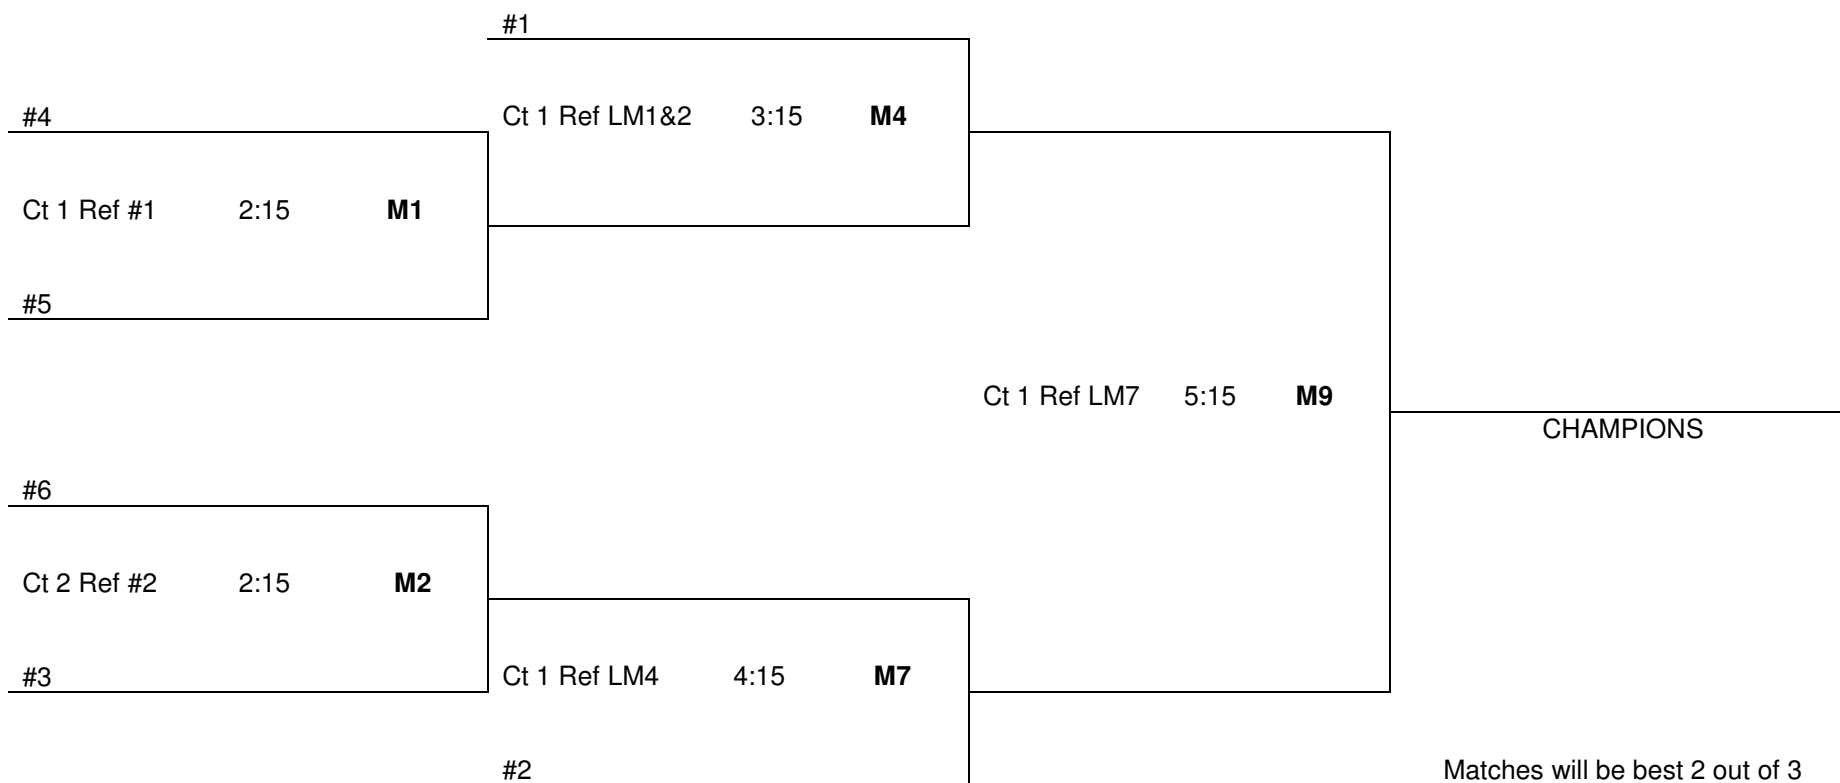 #1
#4
Ct 1 Ref LM1&2 3:15 M4
Ct 1 Ref #1 2:15 M1
#5
Ct 1 Ref LM7 5:15 M9
CHAMPIONS
#6
Ct 2 Ref #2 2:15 M2
#3
Ct 1 Ref LM4 4:15 M7
#2
Matches will be best 2 out of 3